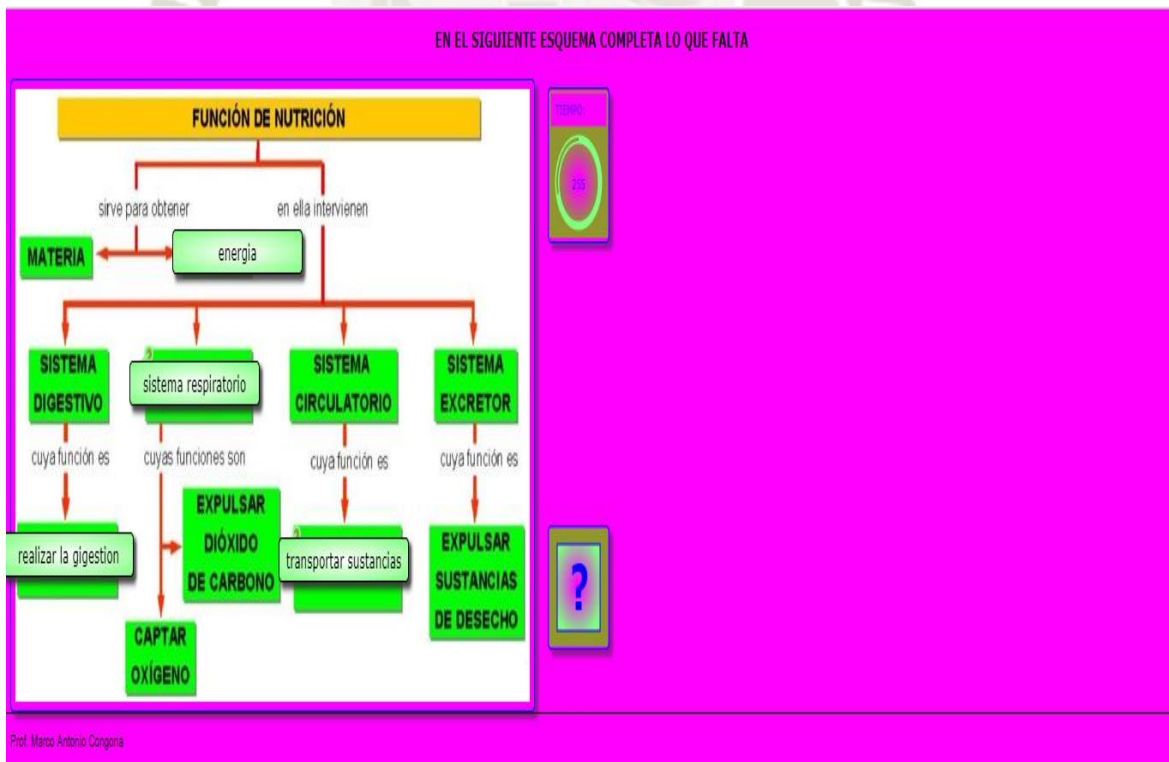 EN EL SIGUIENTE ESQUEMA COMPLETA LO QUE FALTA
FUNCIÓN DE NUTRICIÓN
sirve para obtener
en ella intervienen
MATERIA
energia
SISTEMA
DIGESTIVO
sistema respiratorio
SISTEMA
CIRCULATORIO
SISTEMA
EXCRETOR
cuya función es
cuyas funciones son
cuya función es
cuya función es
realizar la gigestion
EXPULSAR
DIÓXIDO
DE CARBONO
transportar sustancias
EXPULSAR
SUSTANCIAS
DE DESECHO
CAPTAR
OXÍGENO
TIEMPO:
255
?
Prof. Marco Antonio Congona